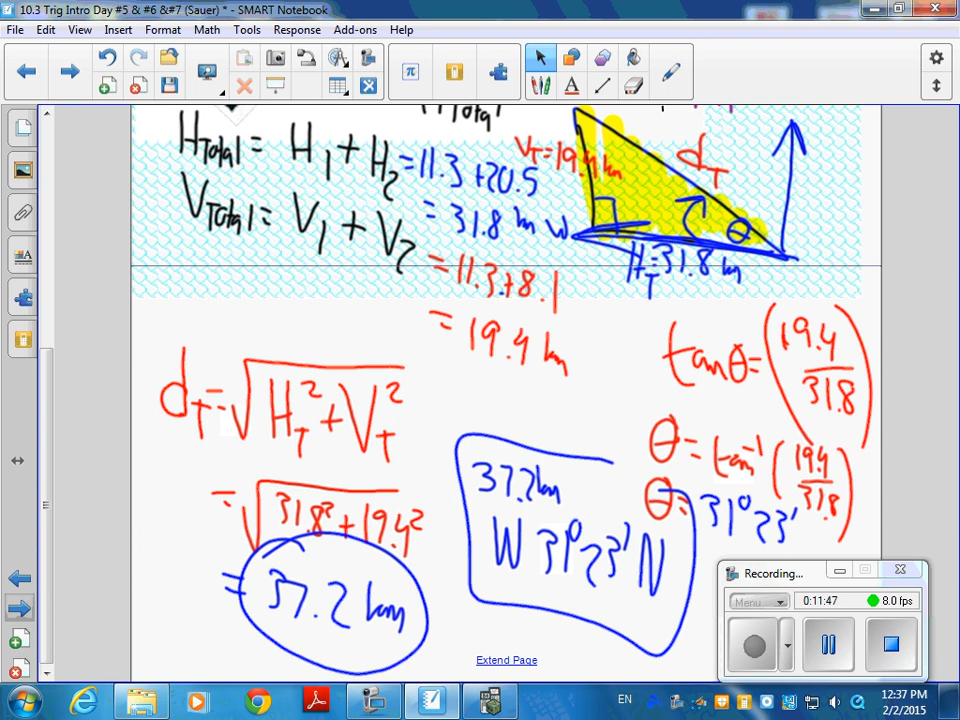 10.3 Trig Intro Day #5 & #6 &#7 (Sauer) * - SMART Notebook
File Edit View Insert Format Math Tools Response Add-ons Help
H Total = H1 + H2 = 11.3 + 20.5
= 31.8 km W
V Total = V1 + V2
= 11.3 + 8.1
= 19.4 km
VT = 19.4 km
dT
θ
HT = 31.8 km
dT = √HT² + VT²
= √31.8² + 19.4²
= 37.2 km
37.2 km
W 31° 23' N
tan θ = (19.4/31.8)
θ = tan⁻¹ (19.4/31.8)
θ = 31° 23'
Extend Page
Recording...
Menu 0:11:47 8.0 fps
EN
12:37 PM
2/2/2015